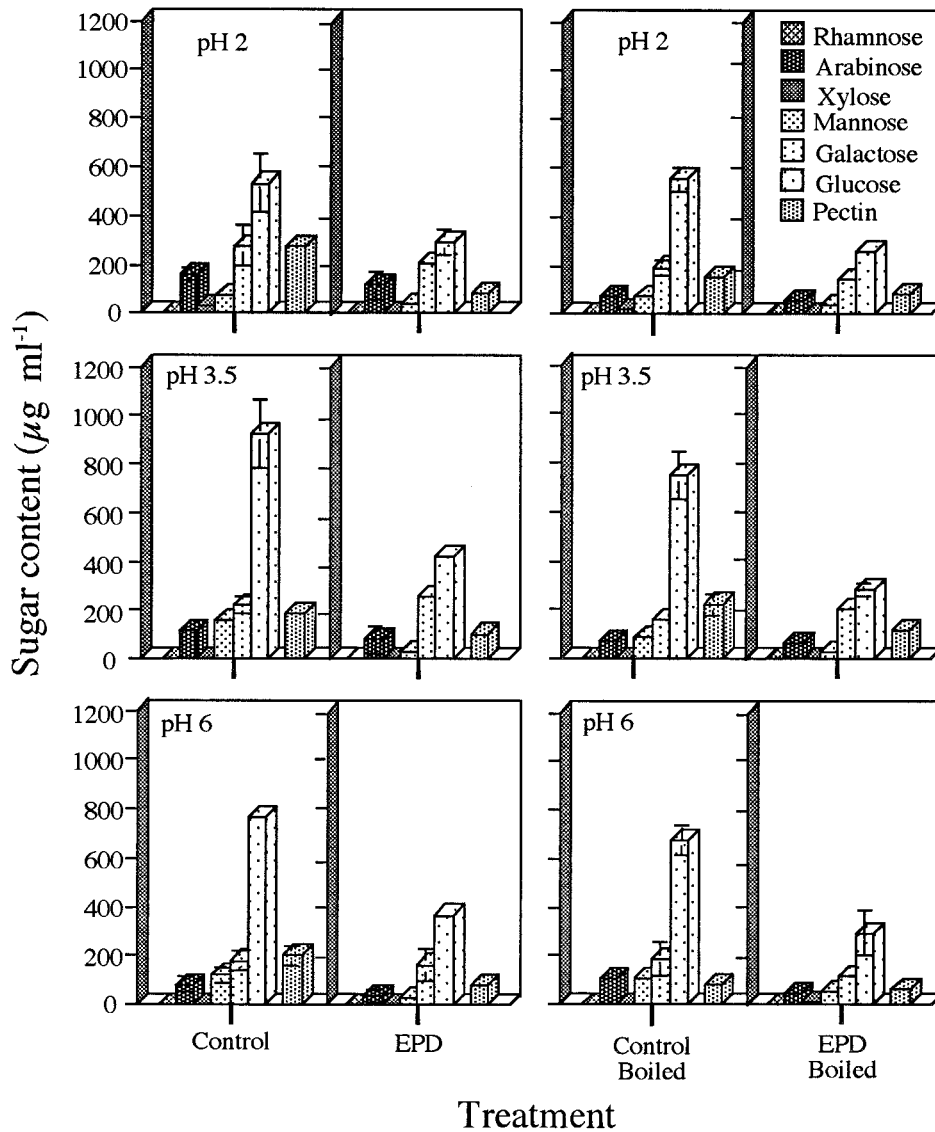 Sugar content (µg ml⁻¹)
1200
1000
800
600
400
200
0
pH 2
pH 2
Rhamnose
Arabinose
Xylose
Mannose
Galactose
Glucose
Pectin
1200
1000
800
600
400
200
0
pH 3.5
pH 3.5
1200
1000
800
600
400
200
0
pH 6
pH 6
Control
EPD
Control
Boiled
EPD
Boiled
Treatment